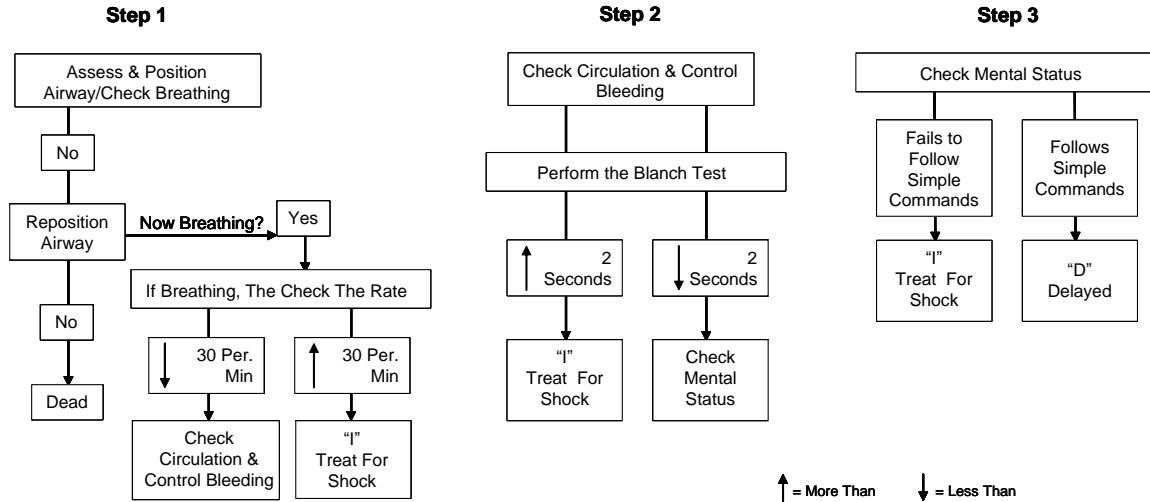 Step 1
Assess & Position
Airway/Check Breathing
No
Reposition
Airway
Now Breathing?
Yes
No
Dead
If Breathing, The Check The Rate
30 Per.
Min
30 Per.
Min
Check
Circulation &
Control Bleeding
“I”
Treat For
Shock
Step 2
Check Circulation & Control
Bleeding
Perform the Blanch Test
2
Seconds
2
Seconds
“I”
Treat For
Shock
Check
Mental
Status
Step 3
Check Mental Status
Fails to
Follow
Simple
Commands
Follows
Simple
Commands
“I”
Treat For
Shock
“D”
Delayed
= More Than
= Less Than